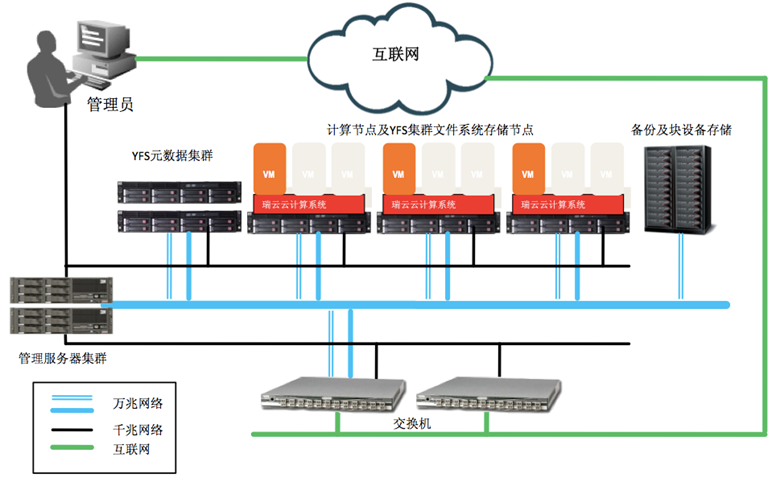 互联网
管理员
计算节点及YFS集群文件系统存储节点
备份及块设备存储
YFS元数据集群
VM
VM
VM
VM
VM
VM
VM
VM
VM
瑞云云计算系统
瑞云云计算系统
瑞云云计算系统
管理服务器集群
万兆网络
千兆网络
互联网
交换机